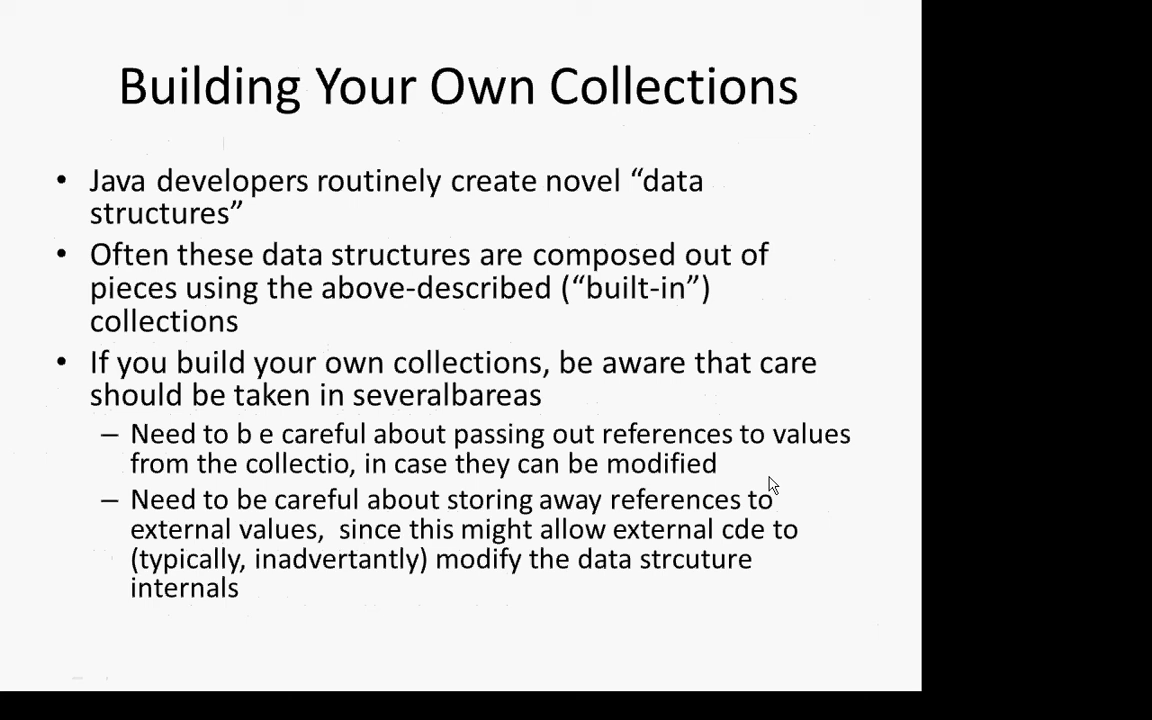 Building Your Own Collections
• Java developers routinely create novel “data
structures”
• Often these data structures are composed out of
pieces using the above-described (“built-in”)
collections
• If you build your own collections, be aware that care
should be taken in severalbareas
– Need to b e careful about passing out references to values
from the collectio, in case they can be modified
– Need to be careful about storing away references to
external values,  since this might allow external cde to
(typically, inadvertantly) modify the data strcuture
internals